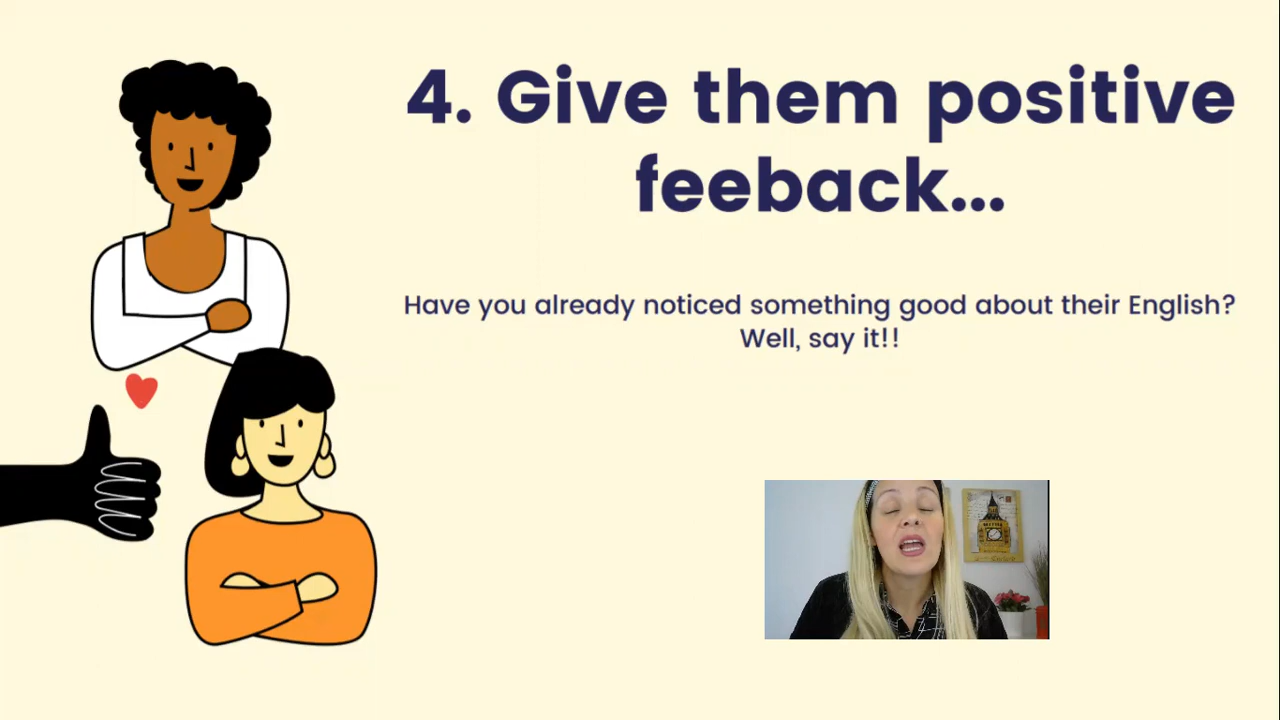 4. Give them positive
feeback...
Have you already noticed something good about their English?
Well, say it!!